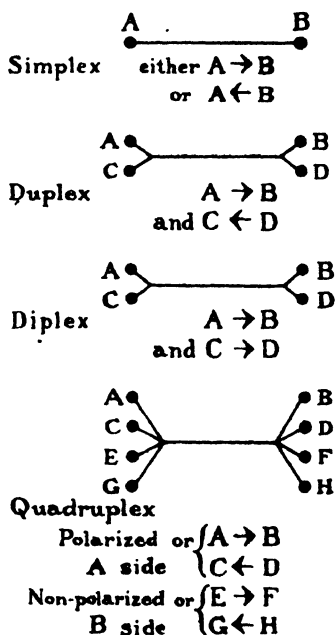 A B
Simplex either A → B
or A ← B
A B
C D
Duplex A → B
and C ← D
A B
C D
Diplex A → B
and C → D
A B
C D
E F
G H
Quadruplex
Polarized or { A → B
A side C ← D
Non-polarized or { E → F
B side G ← H